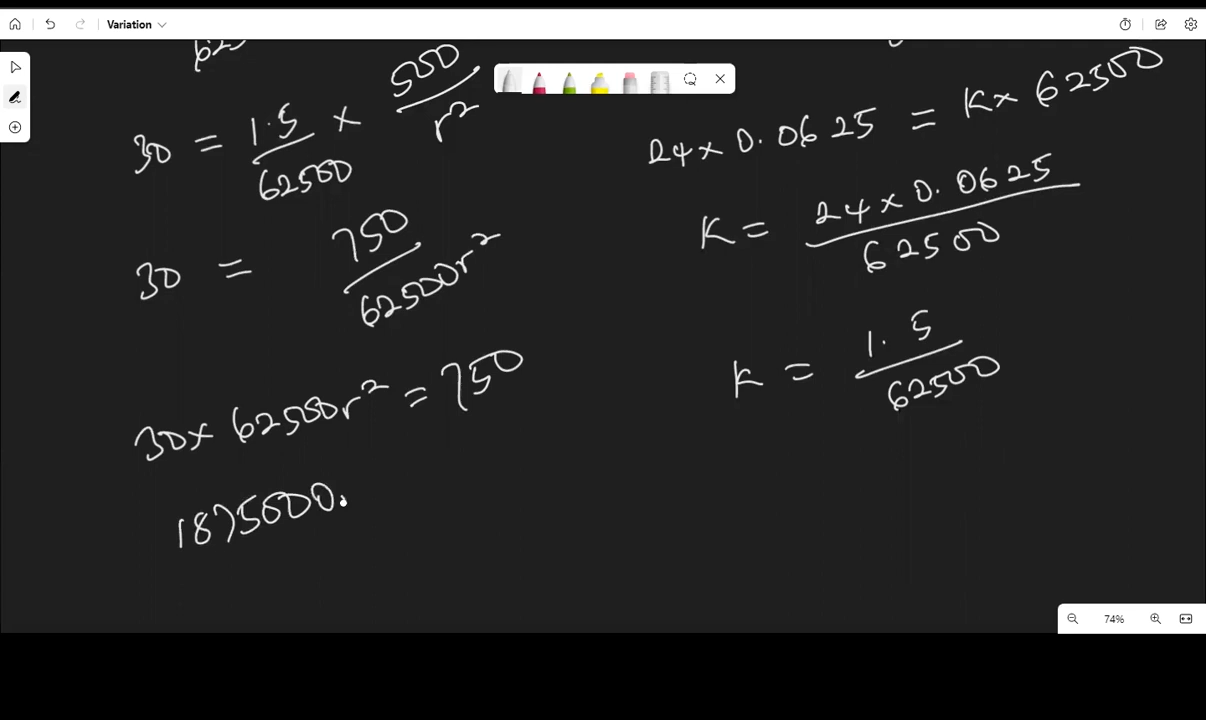 Variation
30 = 1.5/62500 × 500/r²
30 = 750/62500r²
30 × 62500r² = 750
1875000
24 × 0.0625 = K × 62500
K = 24 × 0.0625/62500
K = 1.5/62500
74%